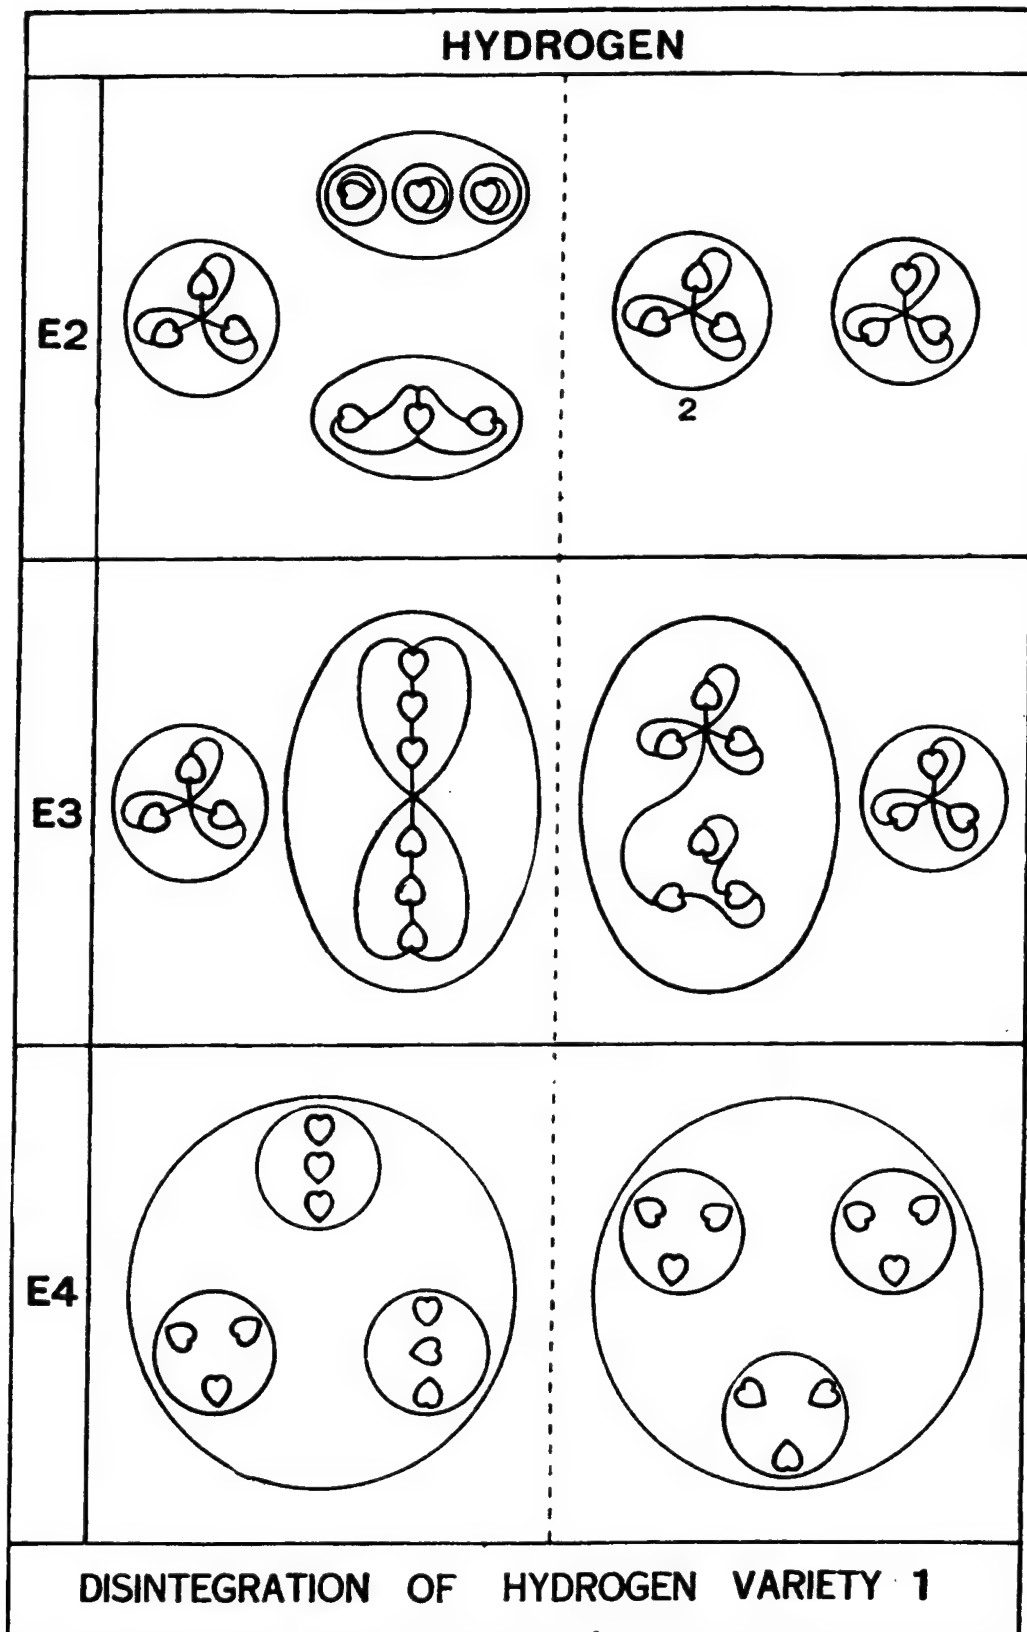 HYDROGEN
E2
2
E3
E4
DISINTEGRATION OF HYDROGEN VARIETY 1